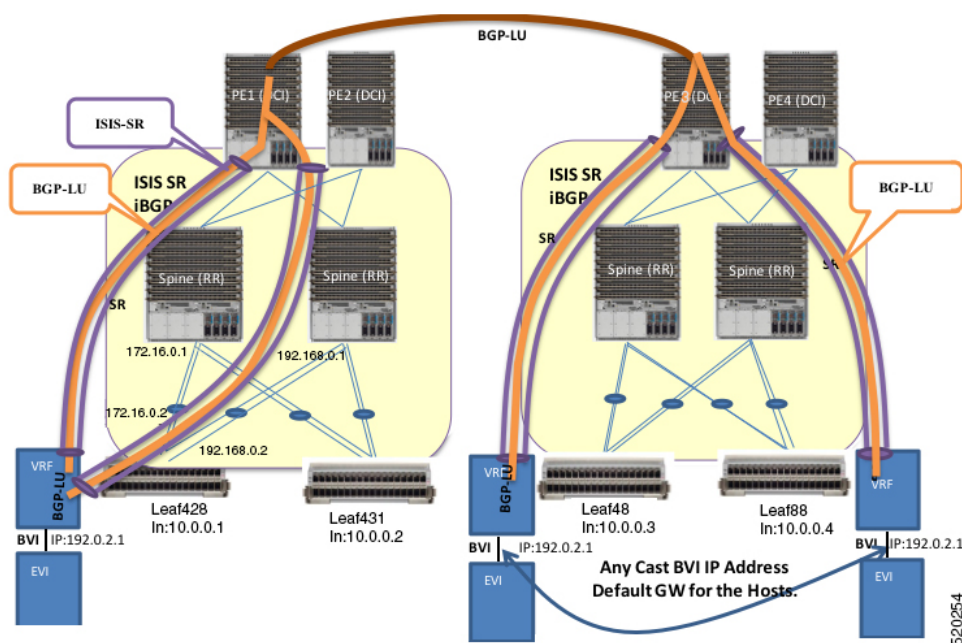 BGP-LU
PE1 (DCI)
PE2 (DCI)
PE3 (DCI)
PE4 (DCI)
ISIS-SR
BGP-LU
ISIS SR
iBGP
SR
Spine (RR)
Spine (RR)
172.16.0.1
192.168.0.1
172.16.0.2
192.168.0.2
ISIS SR
iBGP
SR
SR
BGP-LU
Spine (RR)
Spine (RR)
VRF
BGP-LU
Leaf428
In:10.0.0.1
Leaf431
In:10.0.0.2
BVI
IP:192.0.2.1
EVI
VRF
BGP-LU
Leaf48
In:10.0.0.3
Leaf88
In:10.0.0.4
VRF
BVI
IP:192.0.2.1
EVI
Any Cast BVI IP Address
Default GW for the Hosts.
BVI
IP:192.0.2.1
EVI
520254